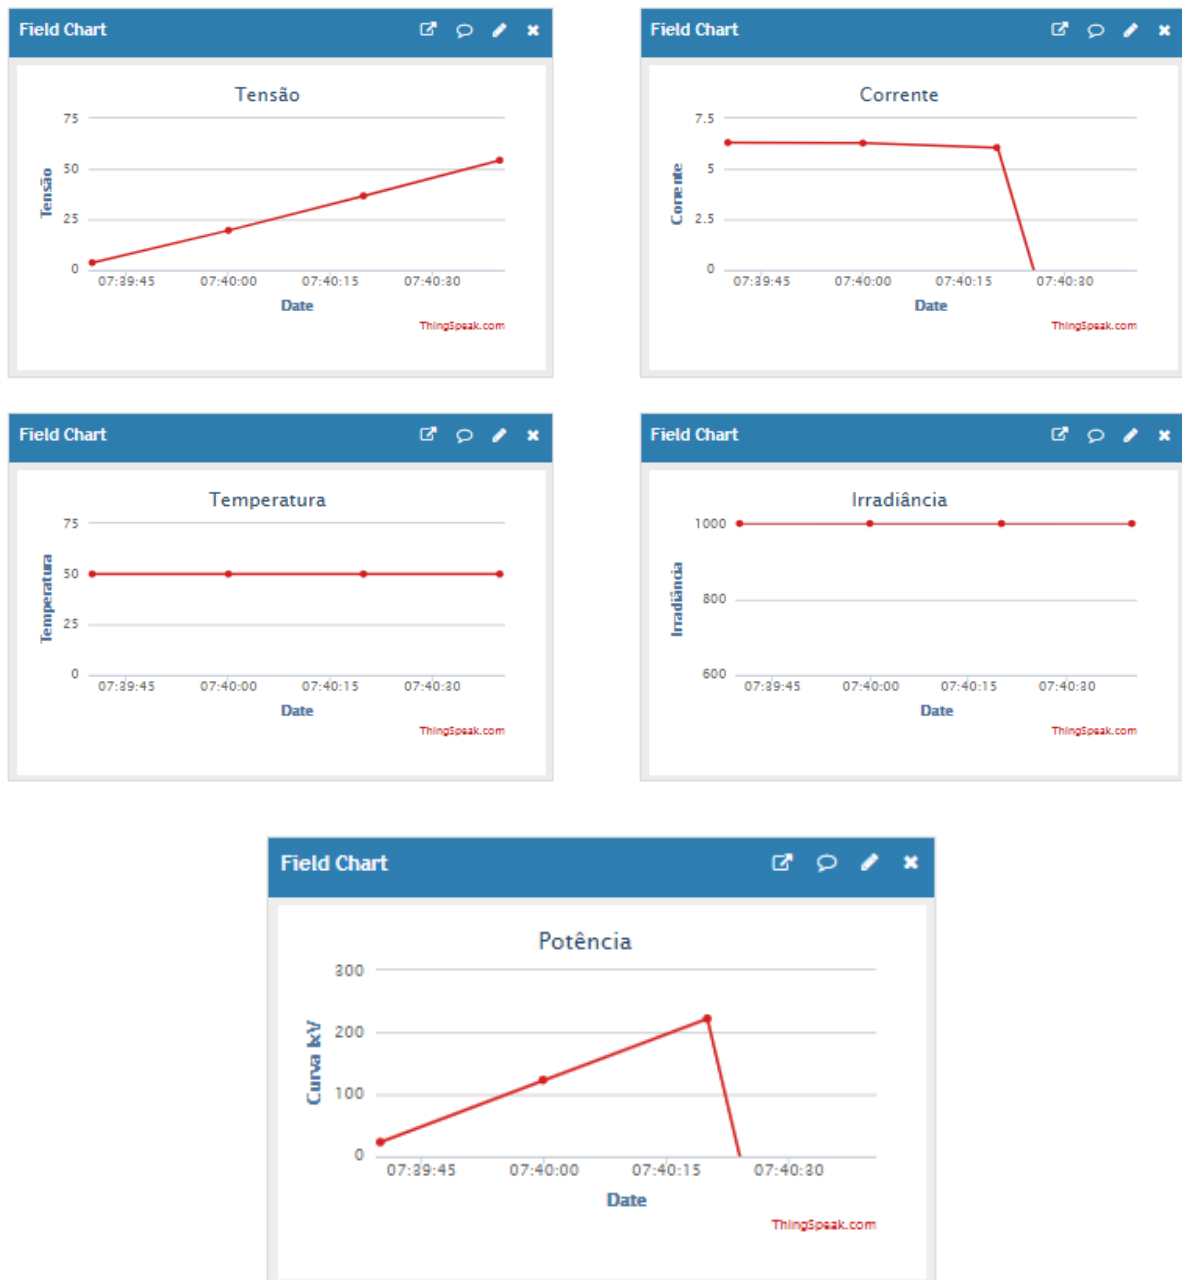 Field Chart
Tensão
75
50
25
0
Tensão
07:39:45 07:40:00 07:40:15 07:40:30
Date
ThingSpeak.com
Field Chart
Corrente
7.5
5
2.5
0
Corrente
07:39:45 07:40:00 07:40:15 07:40:30
Date
ThingSpeak.com
Field Chart
Temperatura
75
50
25
0
Temperatura
07:39:45 07:40:00 07:40:15 07:40:30
Date
ThingSpeak.com
Field Chart
Irradiância
1000
800
600
Irradiância
07:39:45 07:40:00 07:40:15 07:40:30
Date
ThingSpeak.com
Field Chart
Potência
300
200
100
0
Curva IxV
07:39:45 07:40:00 07:40:15 07:40:30
Date
ThingSpeak.com